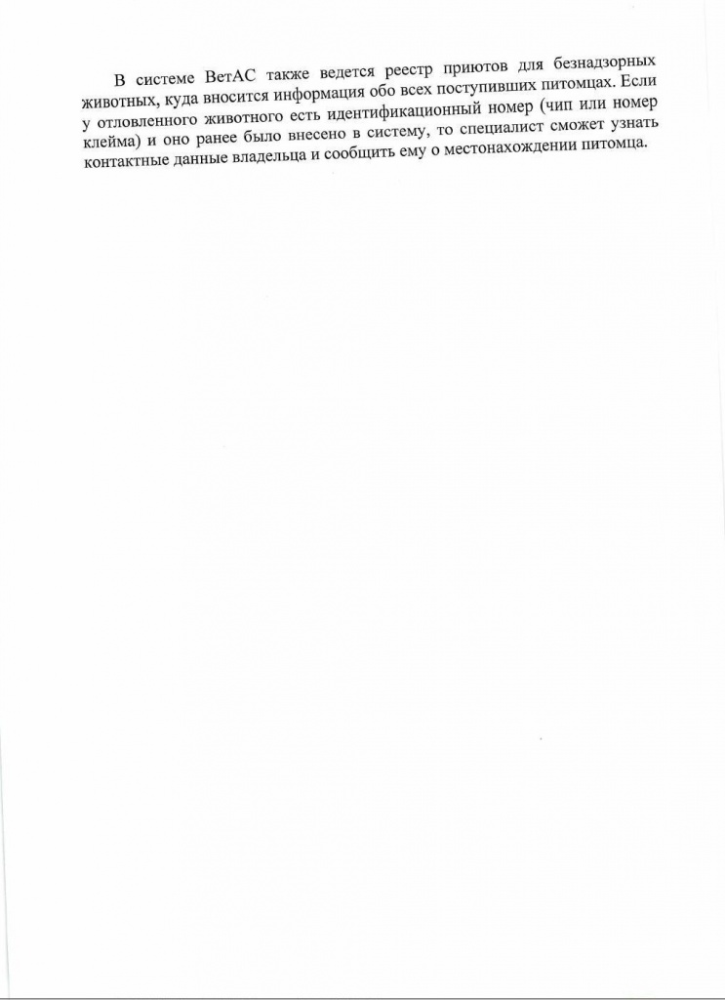 В системе ВетАС также ведется реестр приютов для безнадзорных
животных, куда вносится информация обо всех поступивших питомцах. Если
у отловленного животного есть идентификационный номер (чип или номер
клейма) и оно ранее было внесено в систему, то специалист сможет узнать
контактные данные владельца и сообщить ему о местонахождении питомца.